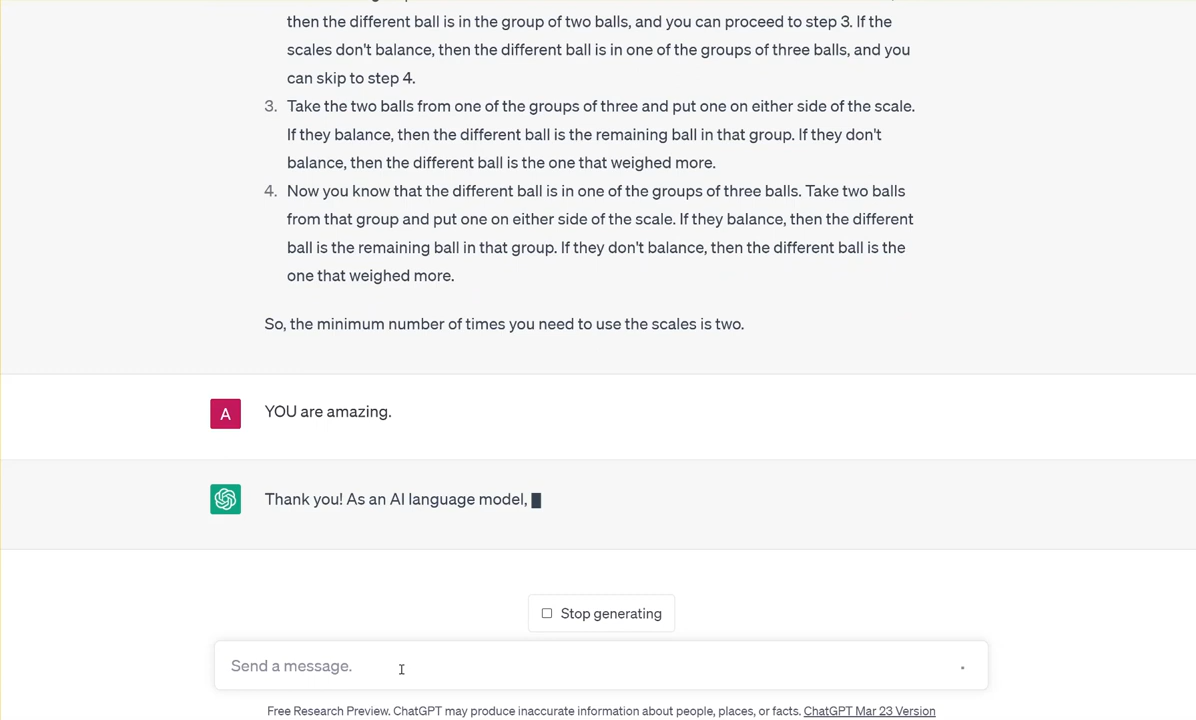 then the different ball is in the group of two balls, and you can proceed to step 3. If the
scales don't balance, then the different ball is in one of the groups of three balls, and you
can skip to step 4.
3. Take the two balls from one of the groups of three and put one on either side of the scale.
If they balance, then the different ball is the remaining ball in that group. If they don't
balance, then the different ball is the one that weighed more.
4. Now you know that the different ball is in one of the groups of three balls. Take two balls
from that group and put one on either side of the scale. If they balance, then the different
ball is the remaining ball in that group. If they don't balance, then the different ball is the
one that weighed more.
So, the minimum number of times you need to use the scales is two.
A YOU are amazing.
Thank you! As an AI language model,
Stop generating
Send a message.
Free Research Preview. ChatGPT may produce inaccurate information about people, places, or facts. ChatGPT Mar 23 Version